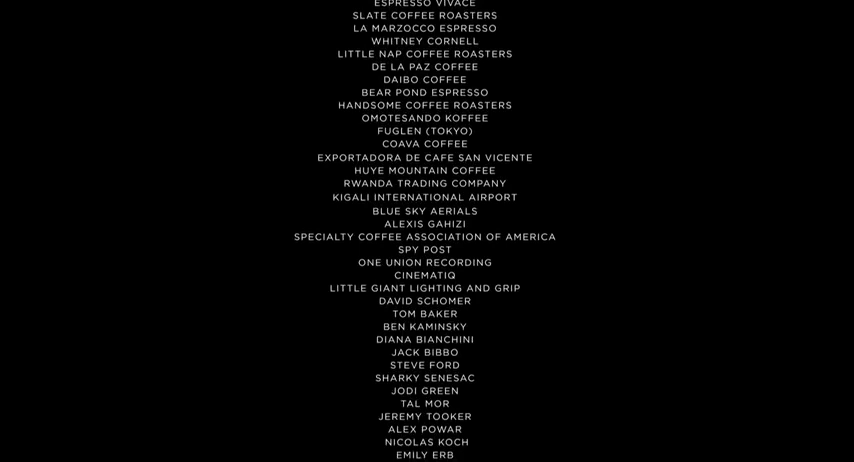 ESPRESSO VIVACE
SLATE COFFEE ROASTERS
LA MARZOCCO ESPRESSO
WHITNEY CORNELL
LITTLE NAP COFFEE ROASTERS
DE LA PAZ COFFEE
DAIBO COFFEE
BEAR POND ESPRESSO
HANDSOME COFFEE ROASTERS
OMOTESANDO KOFFEE
FUGLEN (TOKYO)
COAVA COFFEE
EXPORTADORA DE CAFE SAN VICENTE
HUYE MOUNTAIN COFFEE
RWANDA TRADING COMPANY
KIGALI INTERNATIONAL AIRPORT
BLUE SKY AERIALS
ALEXIS GAHIZI
SPECIALTY COFFEE ASSOCIATION OF AMERICA
SPY POST
ONE UNION RECORDING
CINEMATIQ
LITTLE GIANT LIGHTING AND GRIP
DAVID SCHOMER
TOM BAKER
BEN KAMINSKY
DIANA BIANCHINI
JACK BIBBO
STEVE FORD
SHARKY SENESAC
JODI GREEN
TAL MOR
JEREMY TOOKER
ALEX POWAR
NICOLAS KOCH
EMILY ERB